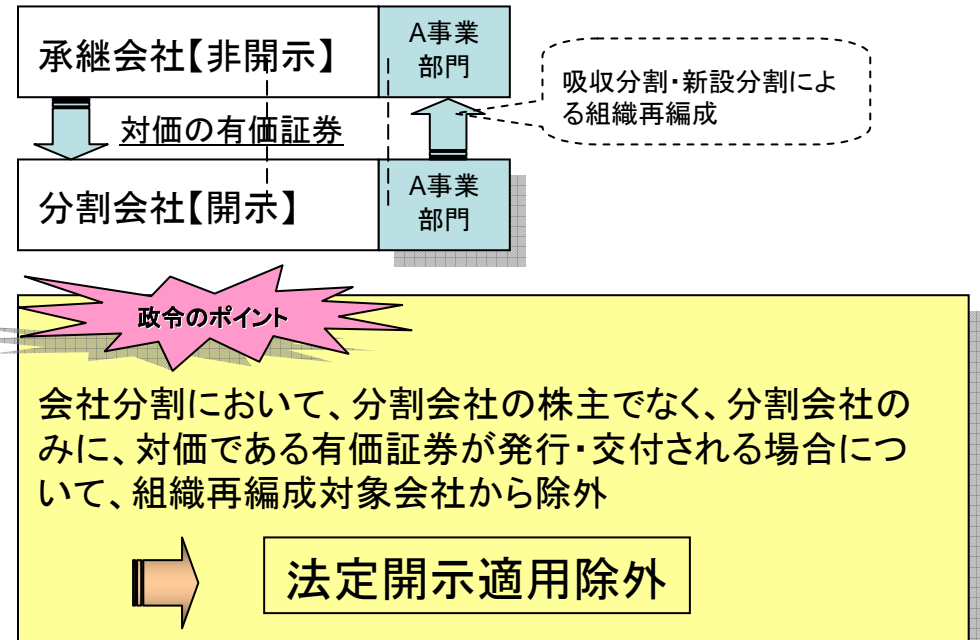 承継会社【非開示】
A事業
部門
吸収分割・新設分割によ
る組織再編成
対価の有価証券
分割会社【開示】
A事業
部門
政令のポイント
会社分割において、分割会社の株主でなく、分割会社の
みに、対価である有価証券が発行・交付される場合につ
いて、組織再編成対象会社から除外
法定開示適用除外